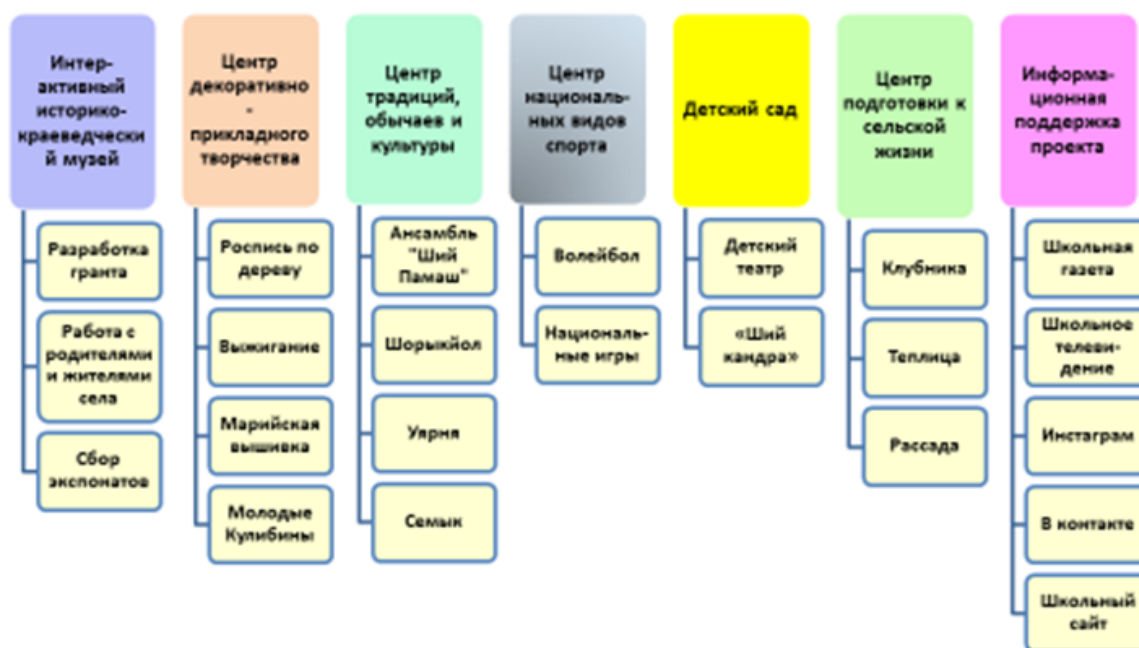 Интер-
активный
историко-
краеведчески
й музей
Разработка
гранта
Работа с
родителями
и жителями
села
Сбор
экспонатов
Центр
декоративно
-
прикладного
творчества
Роспись по
дереву
Выжигание
Марийская
вышивка
Молодые
Кулибины
Центр
традиций,
обычаев и
культуры
Ансамбль
"Ший
Памаш"
Шорыкйол
Уярня
Семык
Центр
националь-
ных видов
спорта
Волейбол
Националь-
ные игры
Детский сад
Детский
театр
«Ший
кандра»
Центр
подготовки к
сельской
жизни
Клубника
Теплица
Рассада
Информа-
ционная
поддержка
проекта
Школьная
газета
Школьное
телеви-
дение
Инстаграм
В контакте
Школьный
сайт